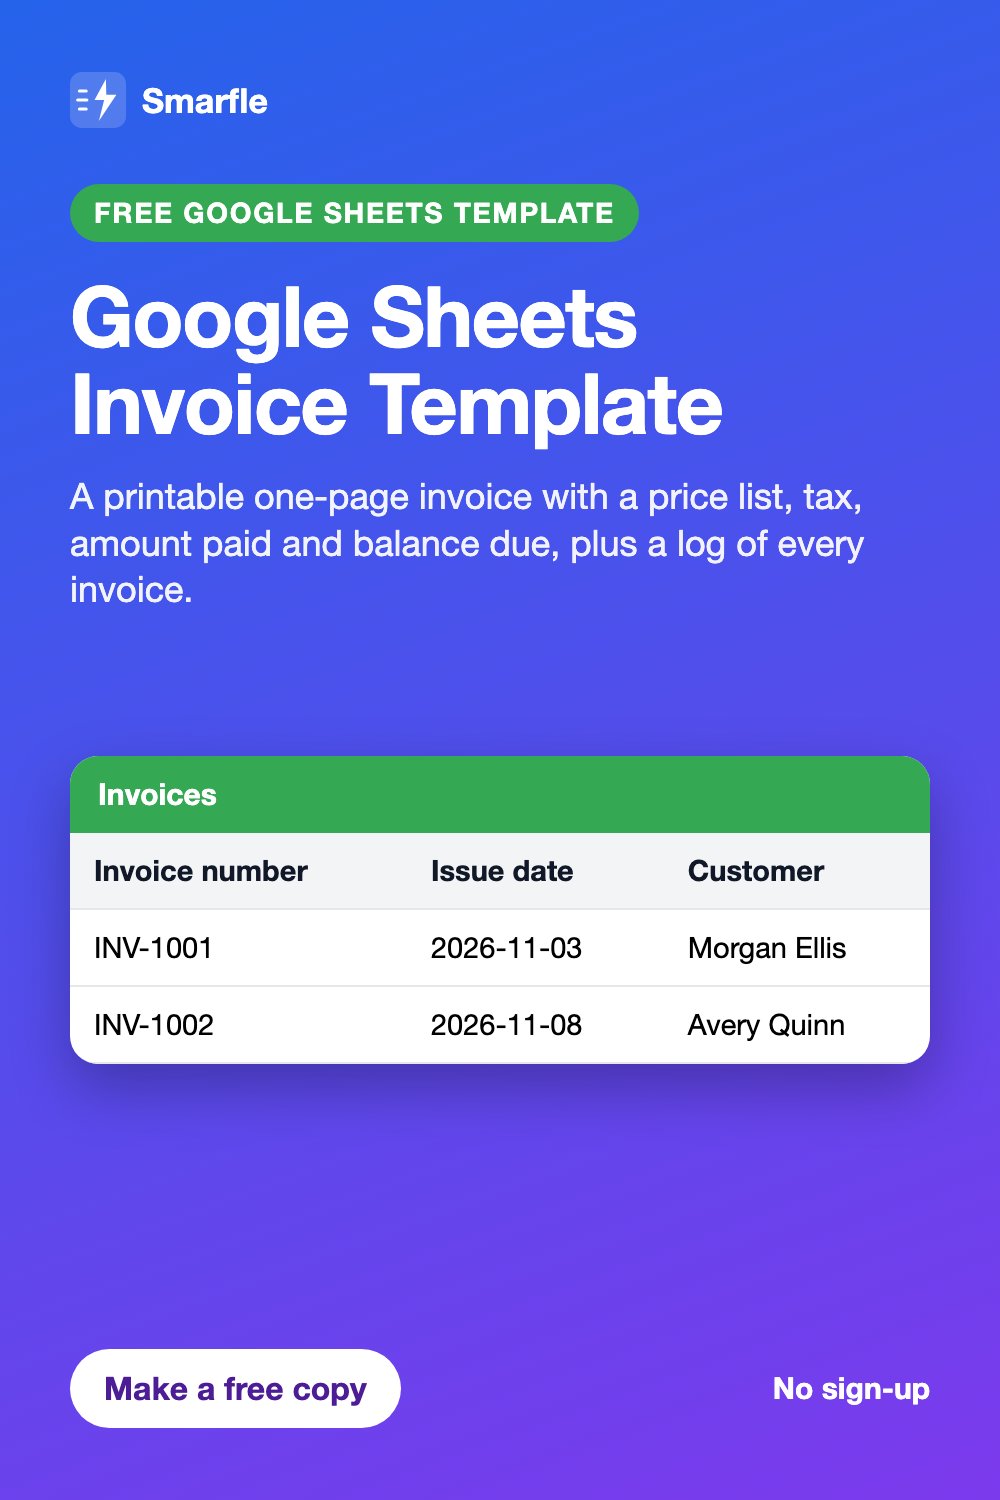 Smarfle
FREE GOOGLE SHEETS TEMPLATE
Google Sheets
Invoice Template
A printable one-page invoice with a price list, tax,
amount paid and balance due, plus a log of every
invoice.
Invoices
Invoice number Issue date Customer
INV-1001 2026-11-03 Morgan Ellis
INV-1002 2026-11-08 Avery Quinn
Make a free copy No sign-up